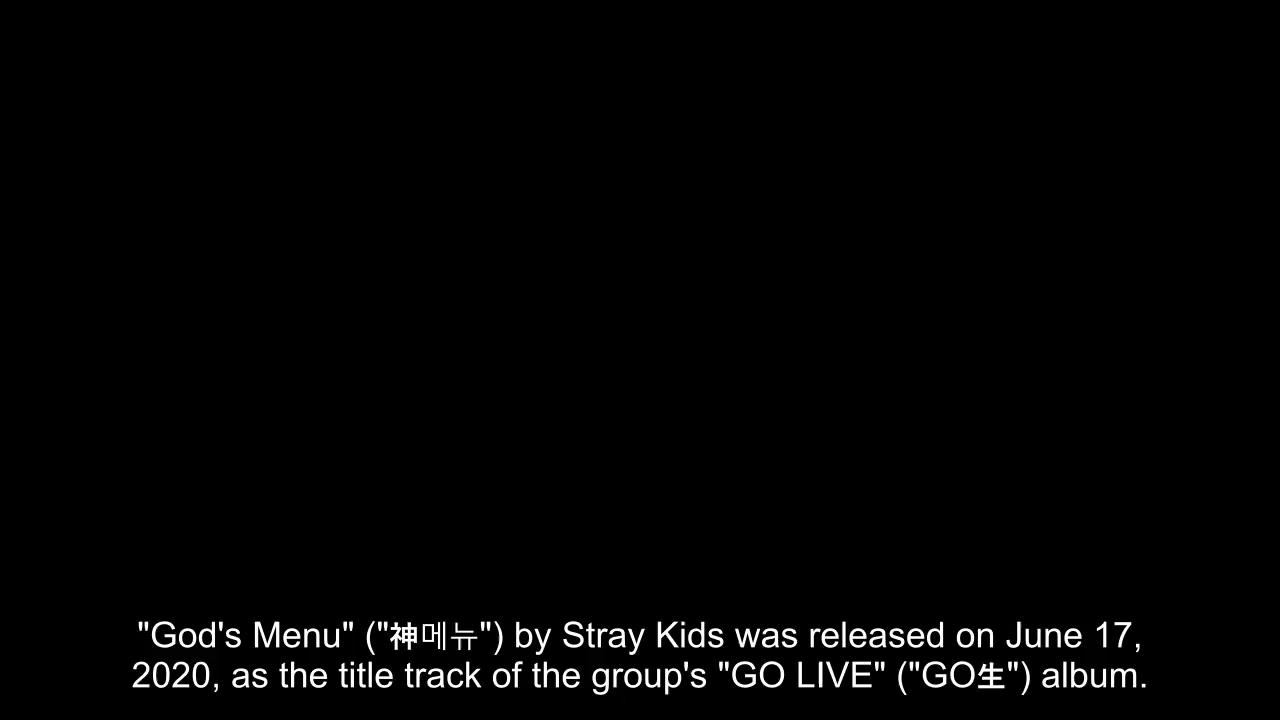 "God's Menu" ("神메뉴") by Stray Kids was released on June 17,
2020, as the title track of the group's "GO LIVE" ("GO生") album.